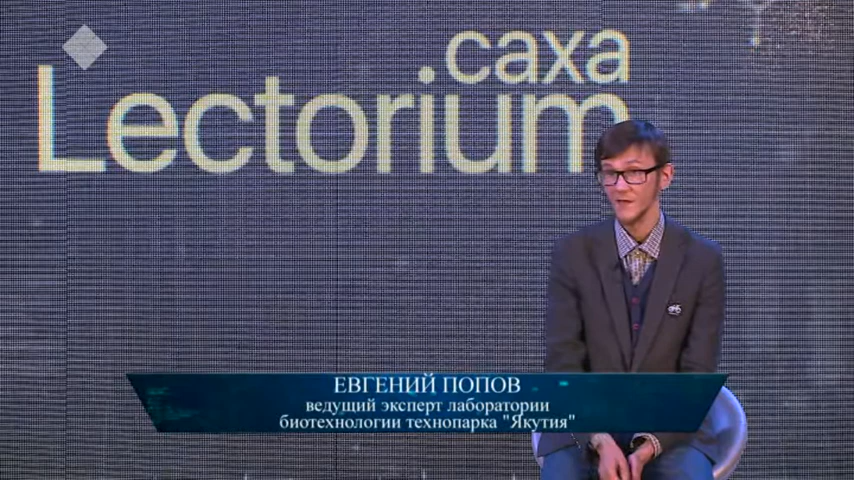 саха
Lectorium
ЕВГЕНИЙ ПОПОВ
ведущий эксперт лаборатории
биотехнологии технопарка "Якутия"